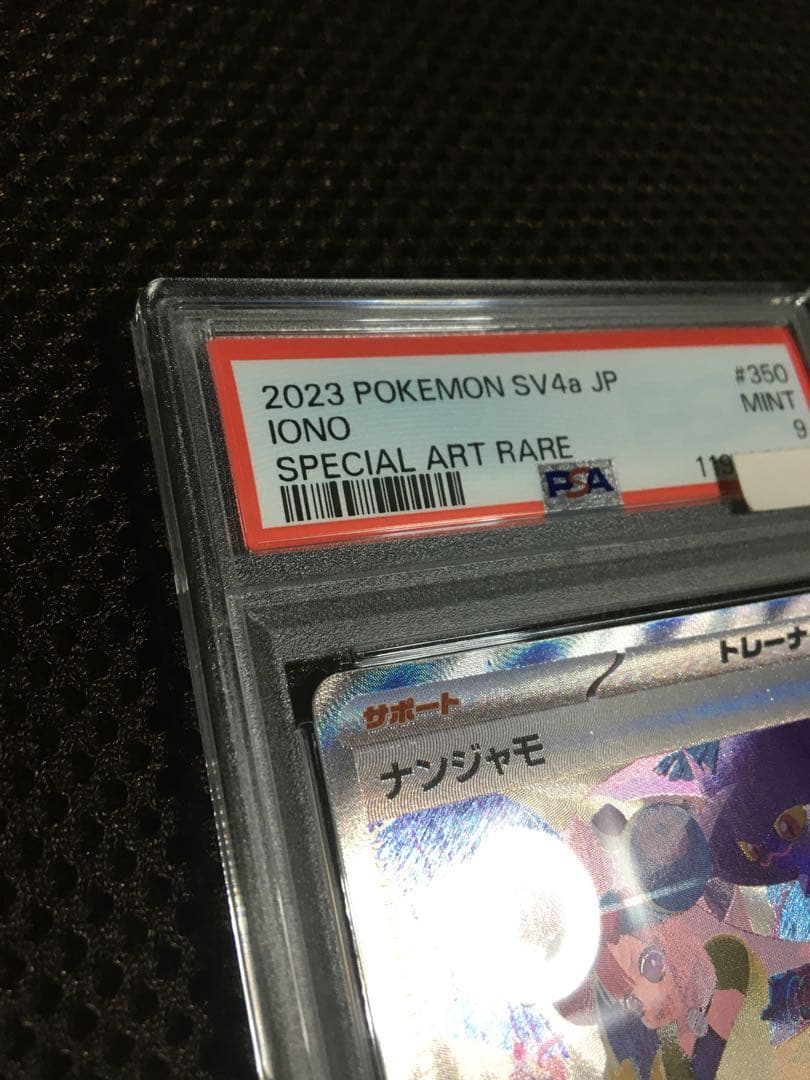 2023 POKEMON SV4a JP #350
IONO MINT
SPECIAL ART RARE 9
PSA 119
トレーナ
サポート
ナンジャモ